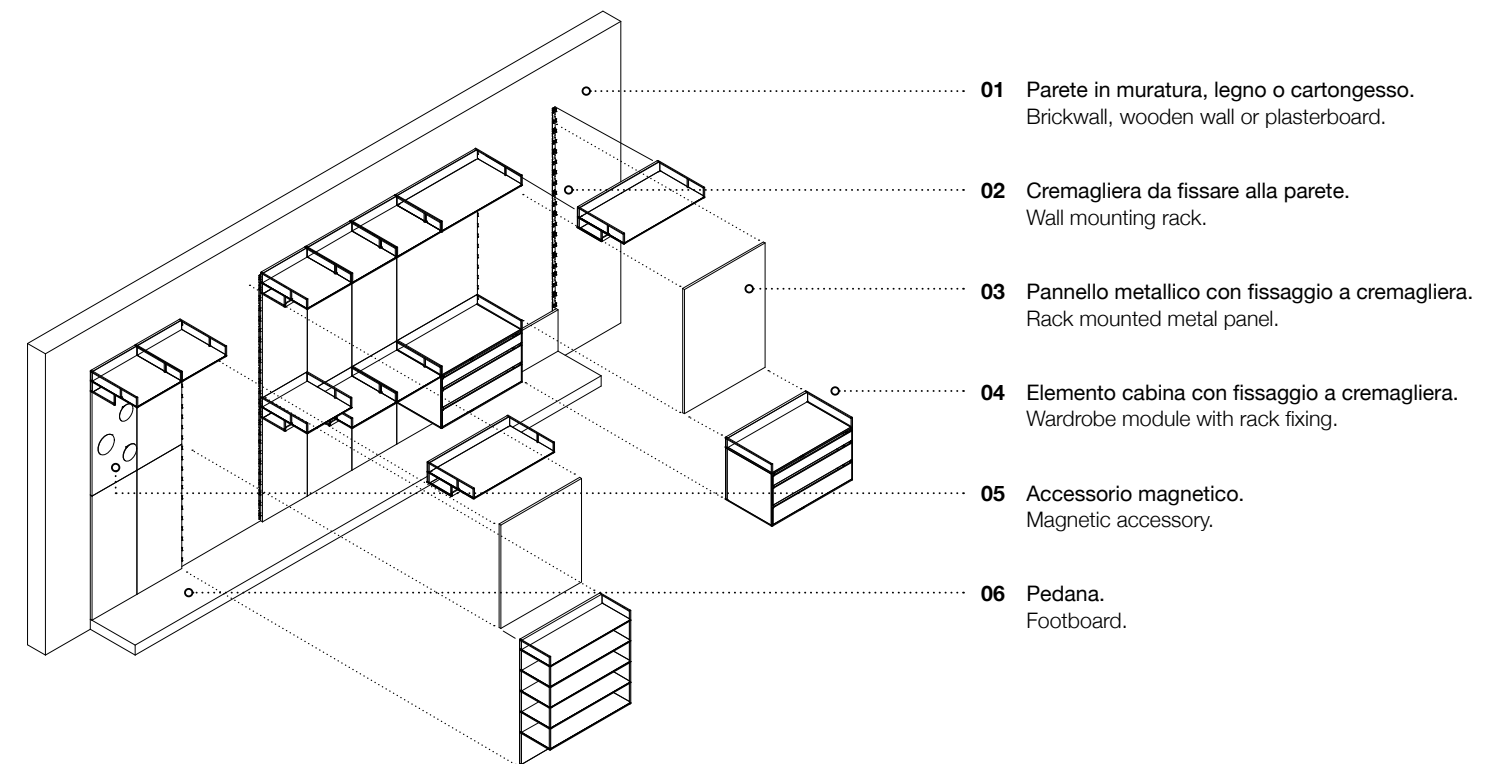 01 Parete in muratura, legno o cartongesso.
Brickwall, wooden wall or plasterboard.
02 Cremagliera da fissare alla parete.
Wall mounting rack.
03 Pannello metallico con fissaggio a cremagliera.
Rack mounted metal panel.
04 Elemento cabina con fissaggio a cremagliera.
Wardrobe module with rack fixing.
05 Accessorio magnetico.
Magnetic accessory.
06 Pedana.
Footboard.